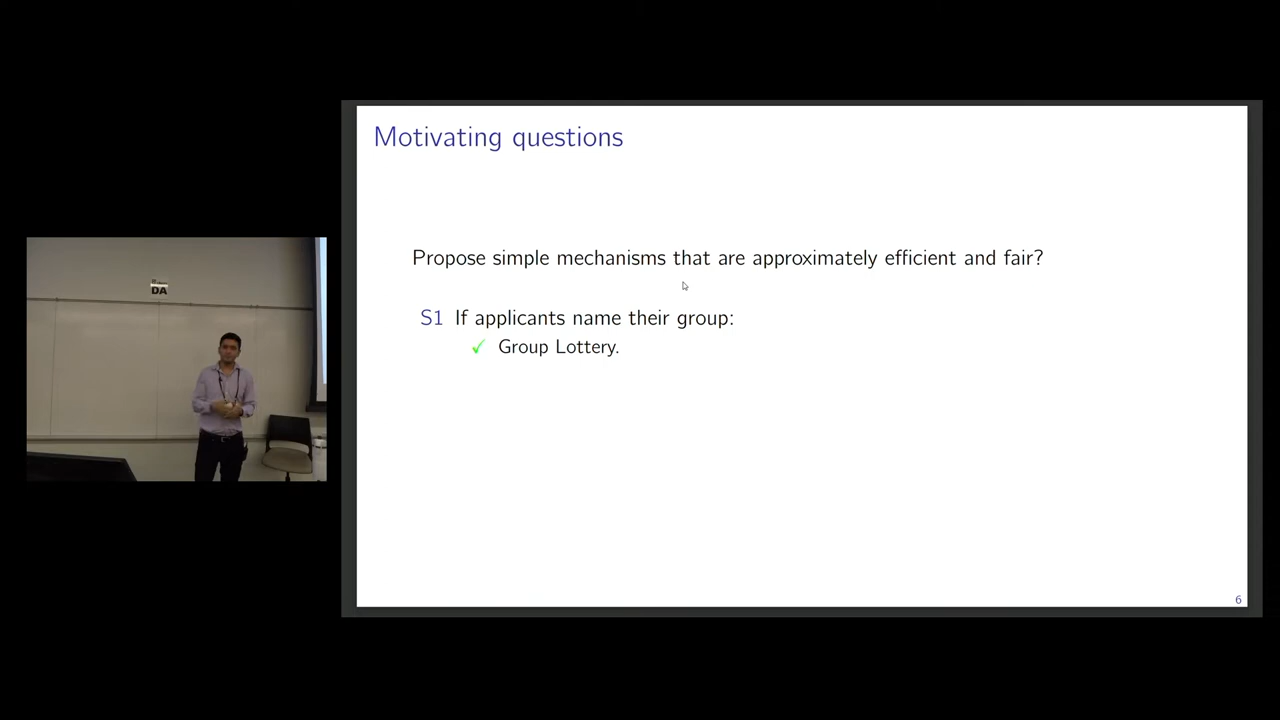 DA
Motivating questions
Propose simple mechanisms that are approximately efficient and fair?
S1 If applicants name their group:
✓ Group Lottery.
6